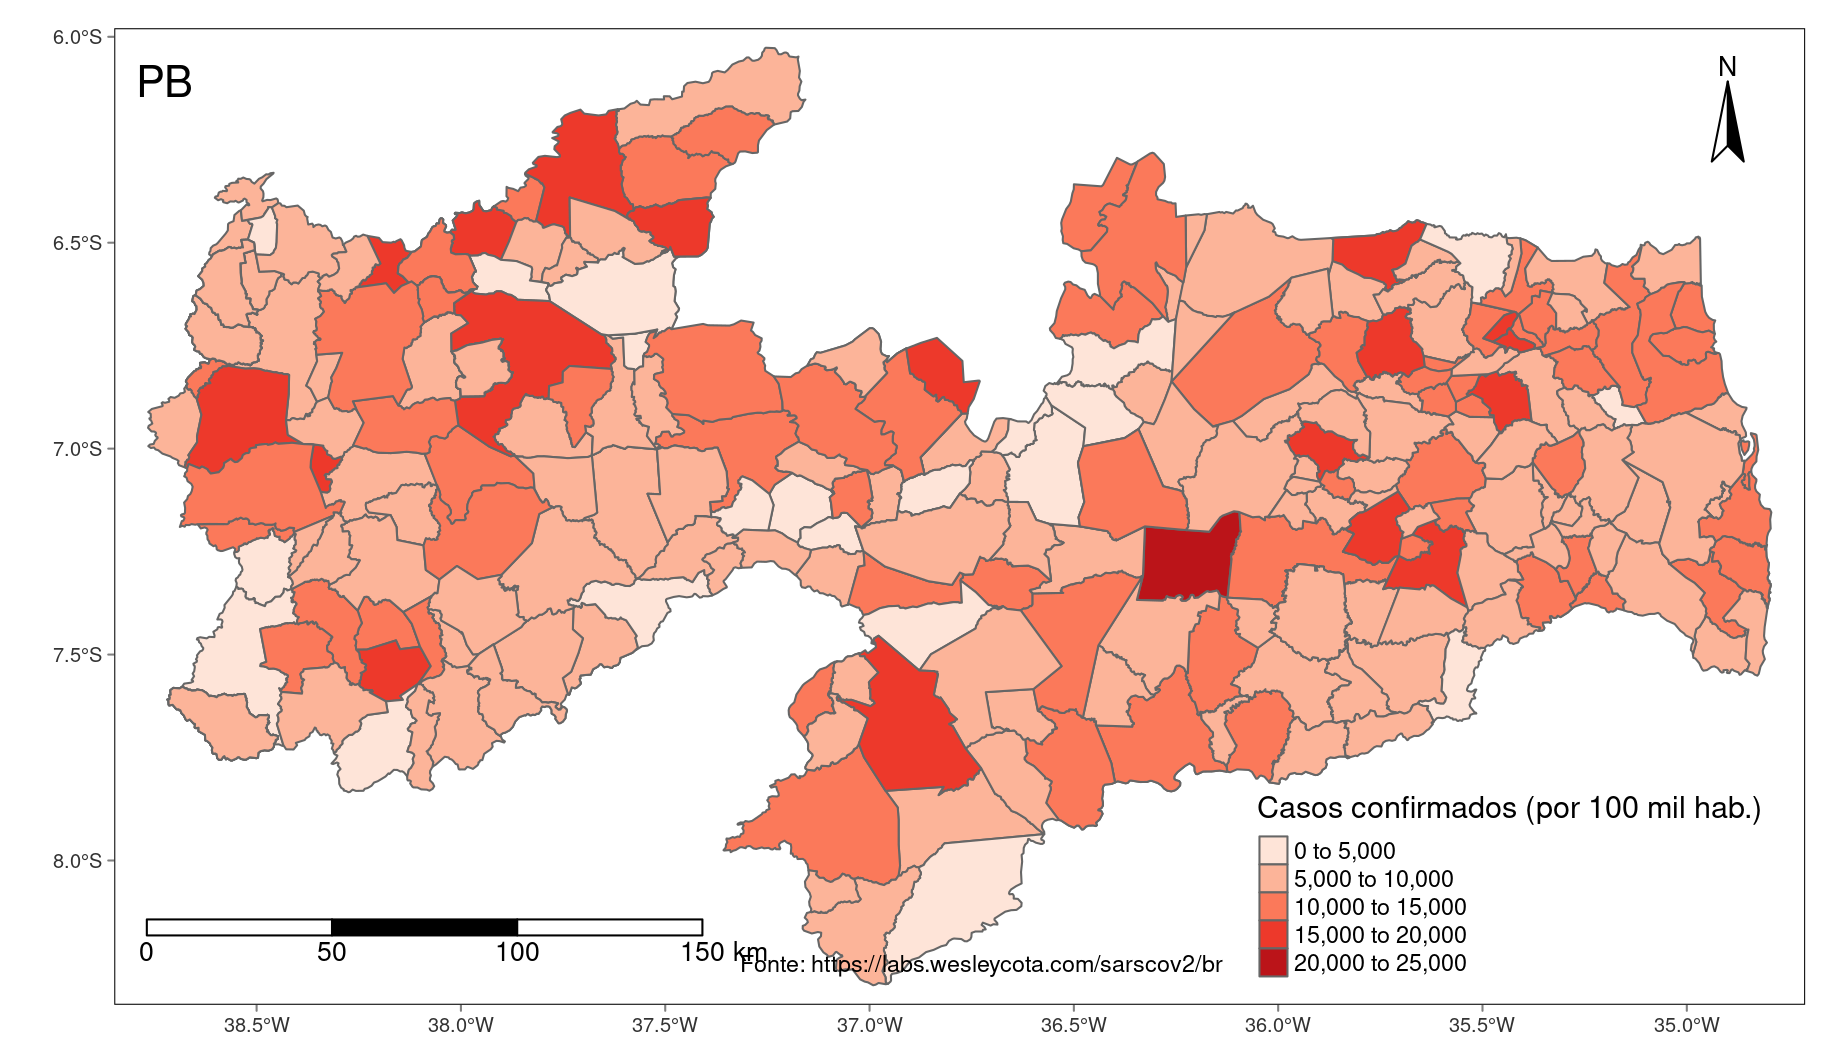 PB
N
6.0°S
6.5°S
7.0°S
7.5°S
8.0°S
Casos confirmados (por 100 mil hab.)
0 to 5,000
5,000 to 10,000
10,000 to 15,000
15,000 to 20,000
20,000 to 25,000
0 50 100 150 km
Fonte: https://labs.wesleycota.com/sarscov2/br
38.5°W 38.0°W 37.5°W 37.0°W 36.5°W 36.0°W 35.5°W 35.0°W